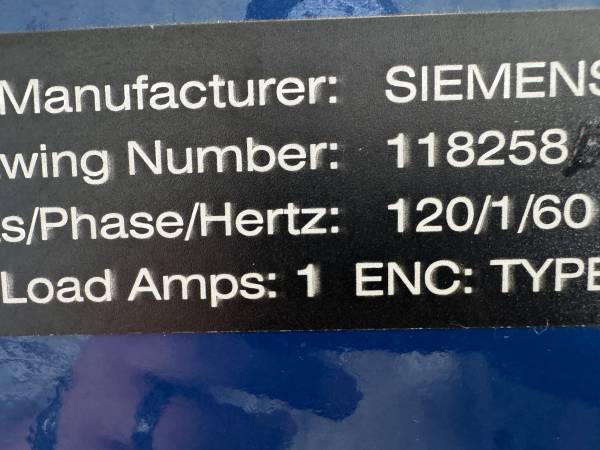 Manufacturer: SIEMENS
wing Number: 118258
s/Phase/Hertz: 120/1/60
Load Amps: 1 ENC: TYPE